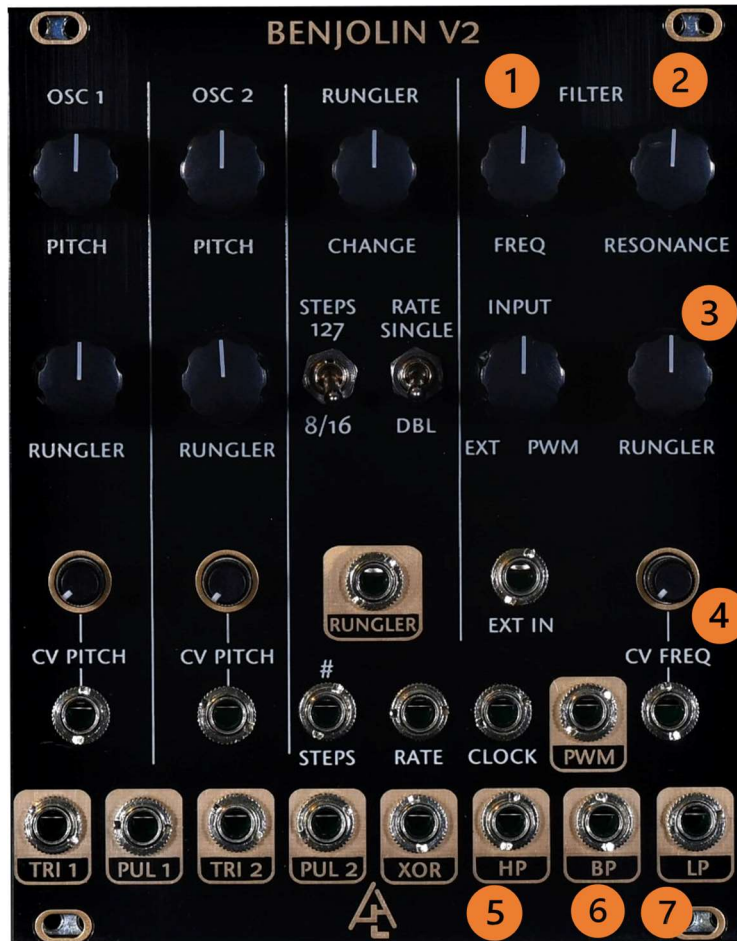 BENJOLIN V2
1
2
OSC 1
OSC 2
RUNGLER
FILTER
PITCH
PITCH
CHANGE
FREQ
RESONANCE
STEPS
127
RATE
SINGLE
INPUT
3
8/16
DBL
RUNGLER
RUNGLER
EXT
PWM
RUNGLER
RUNGLER
EXT IN
4
CV PITCH
CV PITCH
#
CV FREQ
STEPS
RATE
CLOCK
PWM
TRI 1
PUL 1
TRI 2
PUL 2
XOR
HP
BP
LP
5
6
7